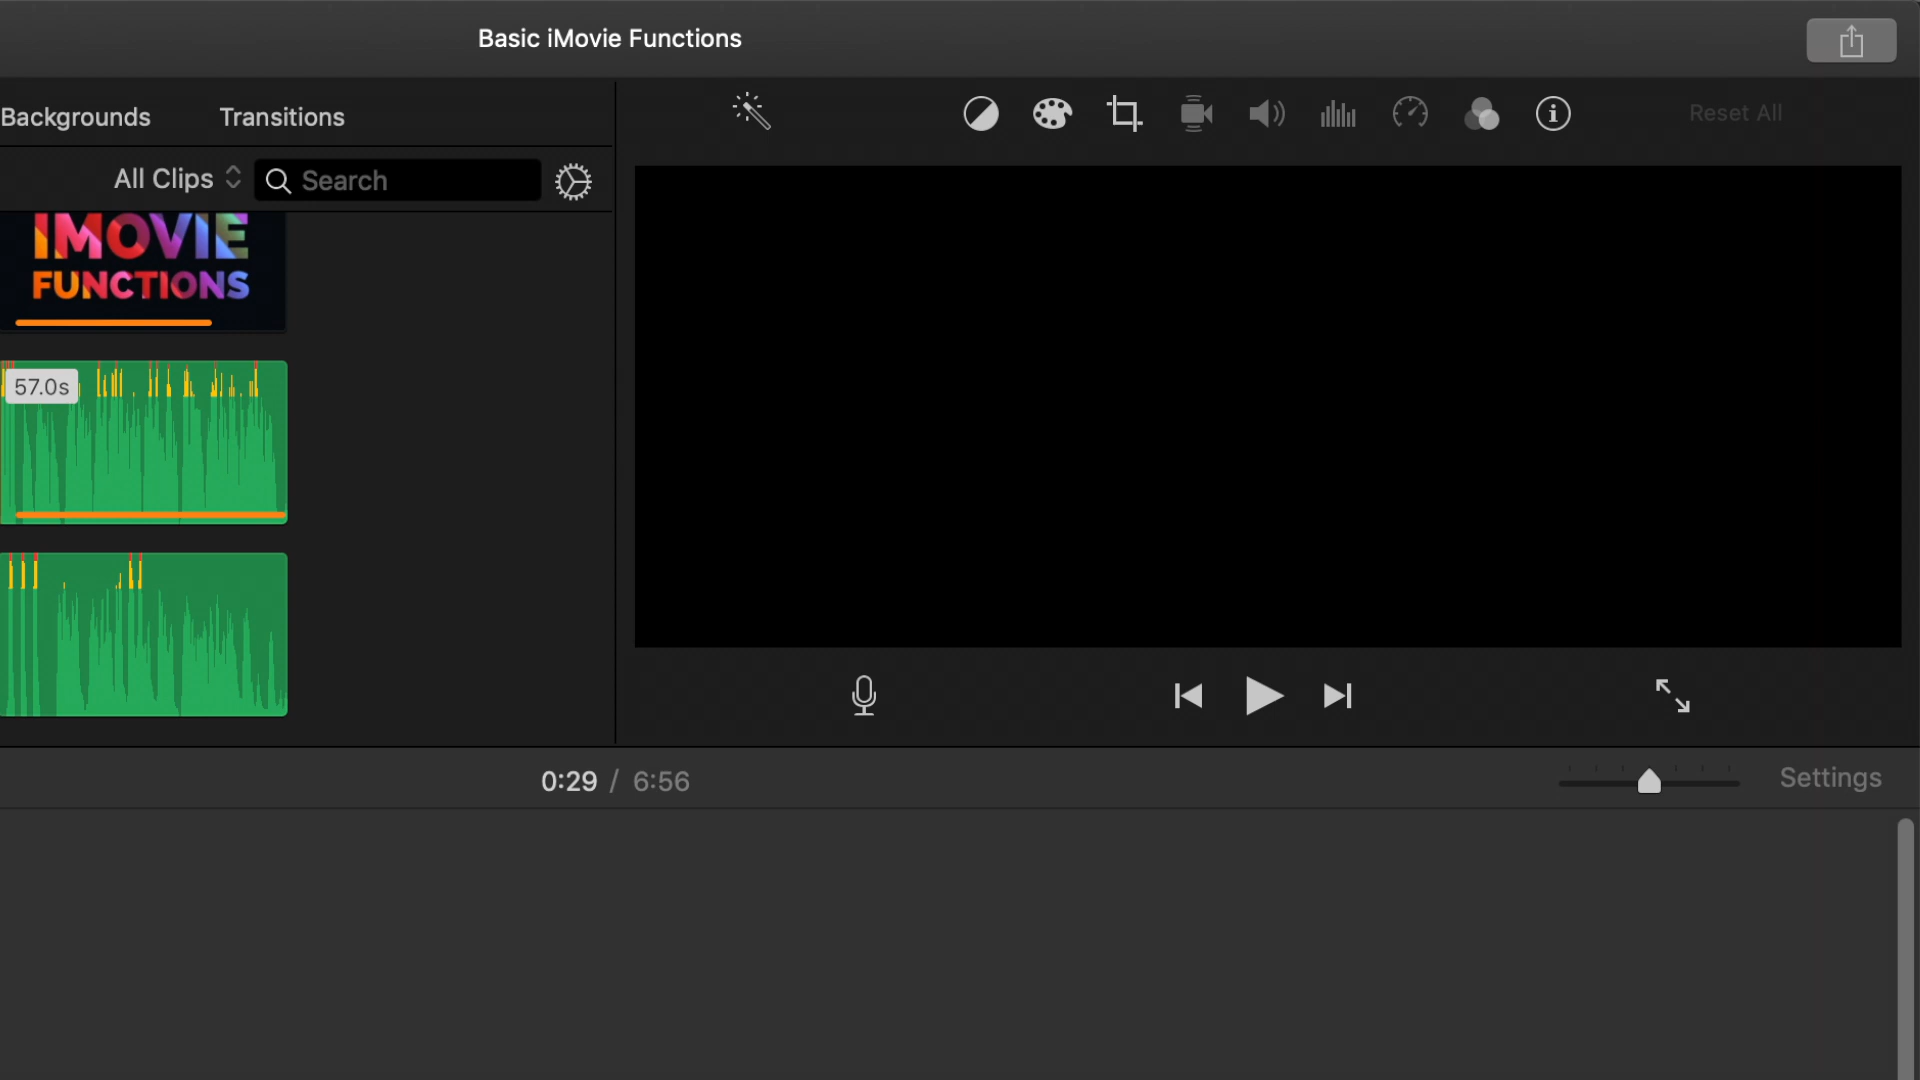 Basic iMovie Functions
Backgrounds
Transitions
Reset All
All Clips
Search
IMOVIE
FUNCTIONS
57.0s
0:29 / 6:56
Settings